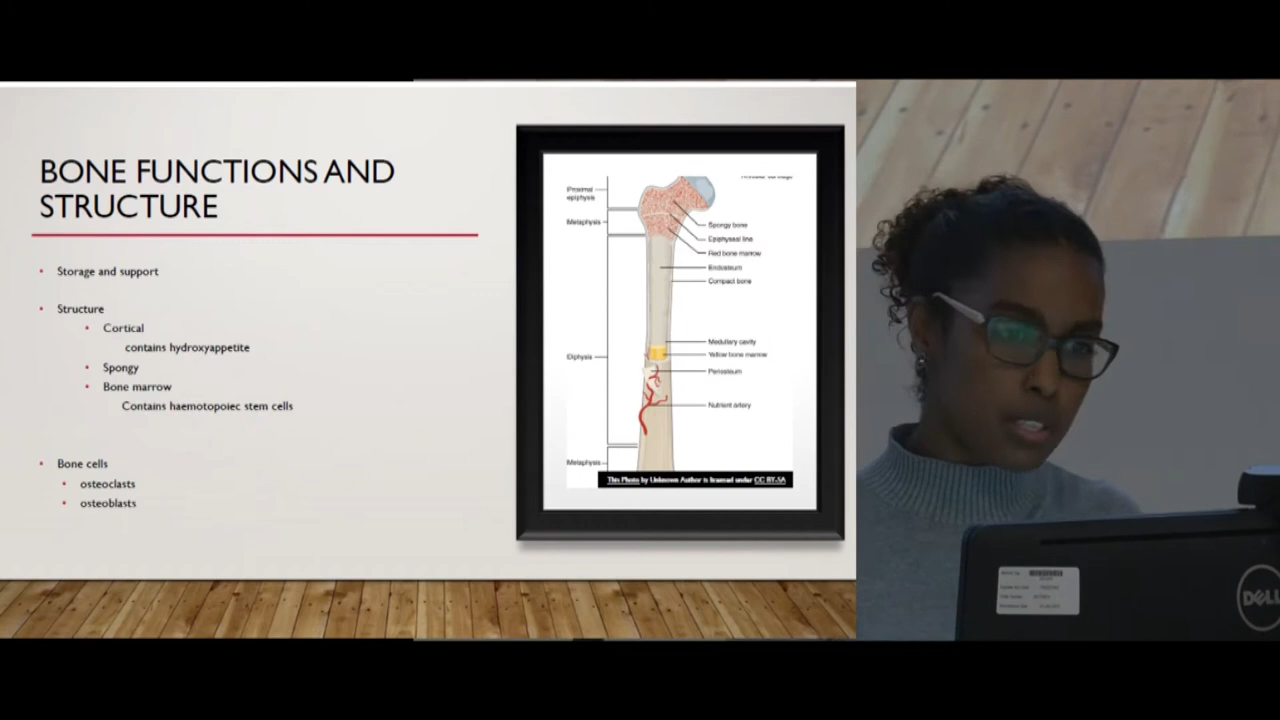 BONE FUNCTIONS AND
STRUCTURE
• Storage and support
• Structure
• Cortical
contains hydroxyappetite
• Spongy
• Bone marrow
Contains haemotopoiec stem cells
• Bone cells
• osteoclasts
• osteoblasts
Proximal
epiphysis
Metaphysis
Spongy bone
Epiphyseal line
Red bone marrow
Endosteum
Compact bone
Medullary cavity
Yellow bone marrow
Diphysis
Periosteum
Nutrient artery
Metaphysis
This Photo by Unknown Author is licensed under CC BY-SA
DELL